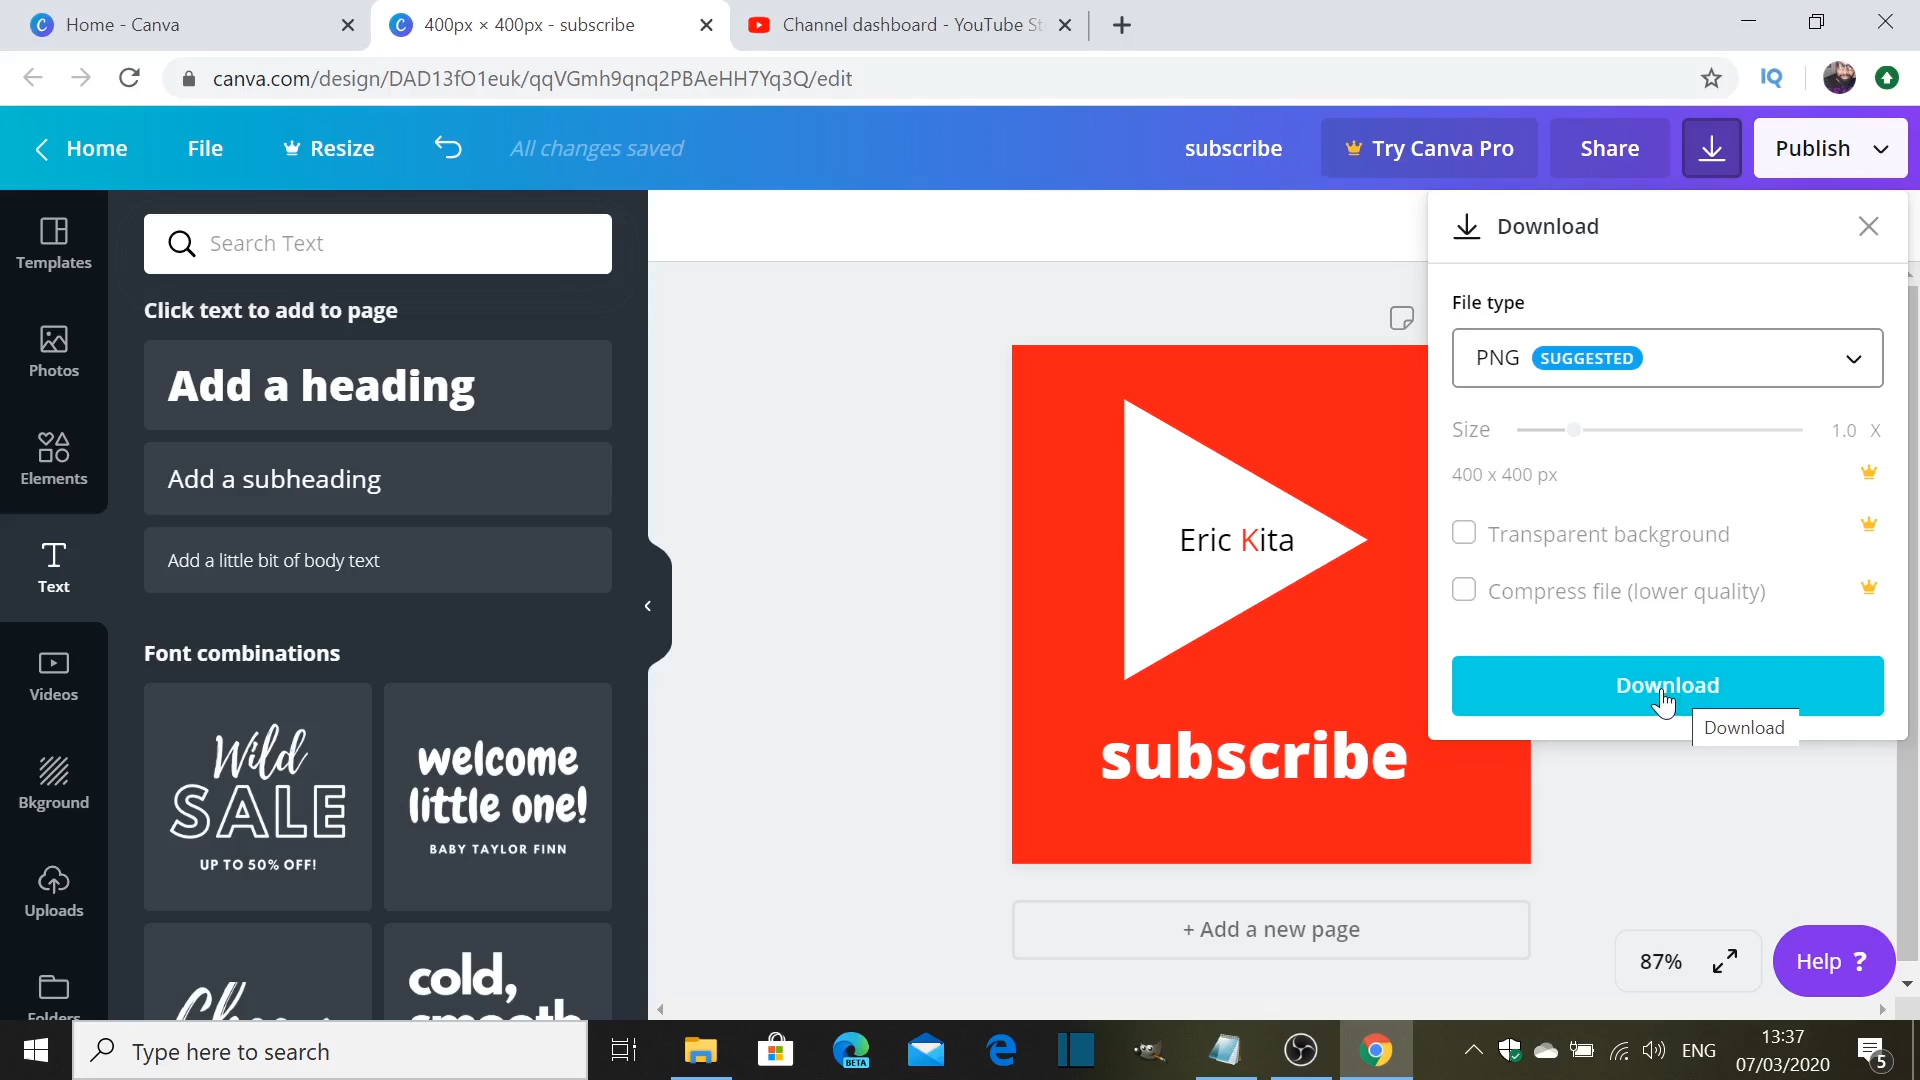 Home - Canva
400px × 400px - subscribe
Channel dashboard - YouTube St
canva.com/design/DAD13fO1euk/qqVGmh9qnq2PBAeHH7Yq3Q/edit
IQ
Home
File
Resize
All changes saved
subscribe
Try Canva Pro
Share
Publish
Templates
Photos
Elements
Text
Videos
Bkground
Uploads
Folders
Search Text
Click text to add to page
Add a heading
Add a subheading
Add a little bit of body text
Font combinations
Wild
SALE
UP TO 50% OFF!
welcome
little one!
BABY TAYLOR FINN
cold,
smooth
Eric Kita
subscribe
+ Add a new page
Download
File type
PNG SUGGESTED
Size 1.0 X
400 x 400 px
Transparent background
Compress file (lower quality)
Download
Download
87%
Help ?
Type here to search
BETA
ENG
13:37
07/03/2020
5